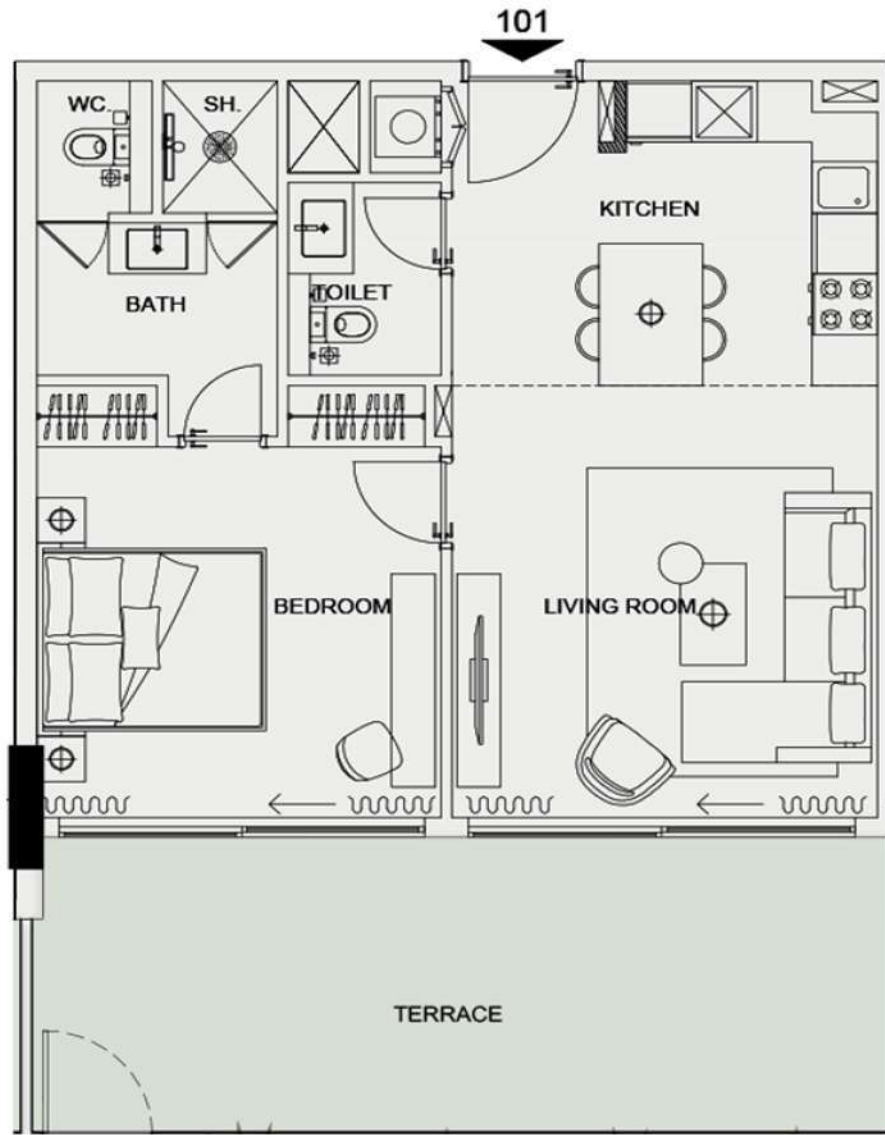 101
WC.
SH.
KITCHEN
TOILET
BATH
BEDROOM
LIVING ROOM
TERRACE